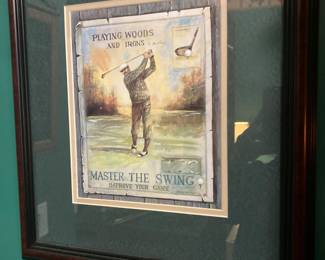 PLAYING WOODS
AND IRONS
MASTER THE SWING
IMPROVE YOUR GAME